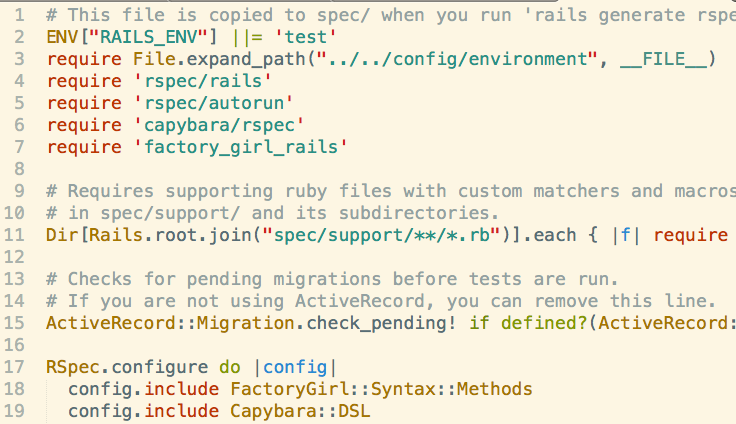 1 # This file is copied to spec/ when you run 'rails generate rspe
2 ENV["RAILS_ENV"] ||= 'test'
3 require File.expand_path("../../config/environment", __FILE__)
4 require 'rspec/rails'
5 require 'rspec/autorun'
6 require 'capybara/rspec'
7 require 'factory_girl_rails'
8
9 # Requires supporting ruby files with custom matchers and macros
10 # in spec/support/ and its subdirectories.
11 Dir[Rails.root.join("spec/support/**/*.rb")].each { |f| require
12
13 # Checks for pending migrations before tests are run.
14 # If you are not using ActiveRecord, you can remove this line.
15 ActiveRecord::Migration.check_pending! if defined?(ActiveRecord:
16
17 RSpec.configure do |config|
18   config.include FactoryGirl::Syntax::Methods
19   config.include Capybara::DSL